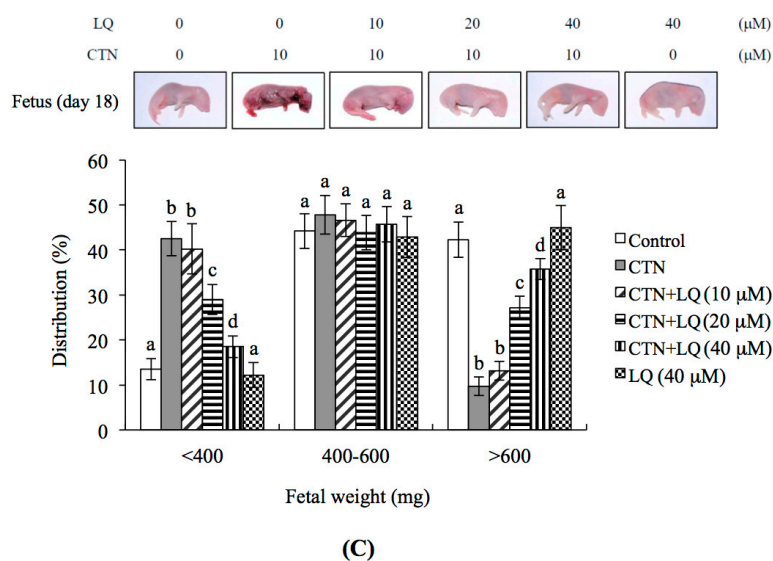 LQ 0 0 10 20 40 40 (μM)
CTN 0 10 10 10 10 0 (μM)
Fetus (day 18)
60
50
40
30
20
10
0
Distribution (%)
a b b c d a
a a a a a a
a b b c d a
<400 400-600 >600
Fetal weight (mg)
Control
CTN
CTN+LQ (10 μM)
CTN+LQ (20 μM)
CTN+LQ (40 μM)
LQ (40 μM)
(C)